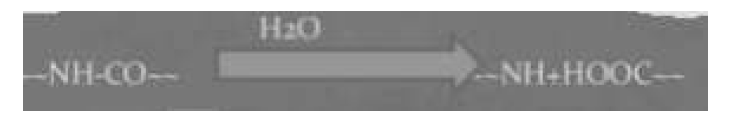 H2O
—NH-CO— —NH+HOOC—